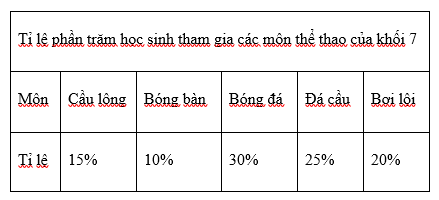 Tỉ lệ phần trăm học sinh tham gia các môn thể thao của khối 7
Môn Cầu lông Bóng bàn Bóng đá Đá cầu Bơi lội
Tỉ lệ 15% 10% 30% 25% 20%